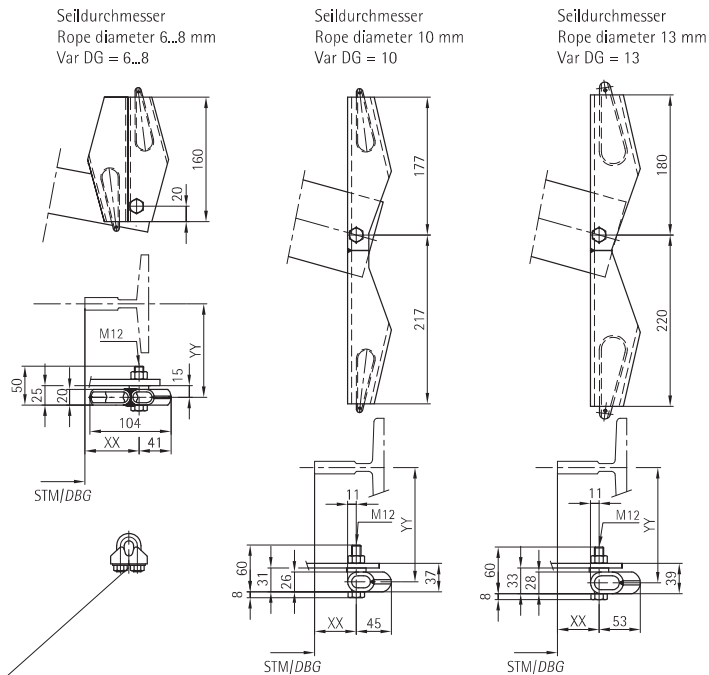 Seildurchmesser
Rope diameter 6...8 mm
Var DG = 6...8
160
20
M12
YY
50
25
20
15
104
XX
41
STM/DBG
Seildurchmesser
Rope diameter 10 mm
Var DG = 10
177
217
11
M12
YY
60
31
26
8
37
XX
45
STM/DBG
Seildurchmesser
Rope diameter 13 mm
Var DG = 13
180
220
11
M12
YY
60
33
28
8
39
XX
53
STM/DBG